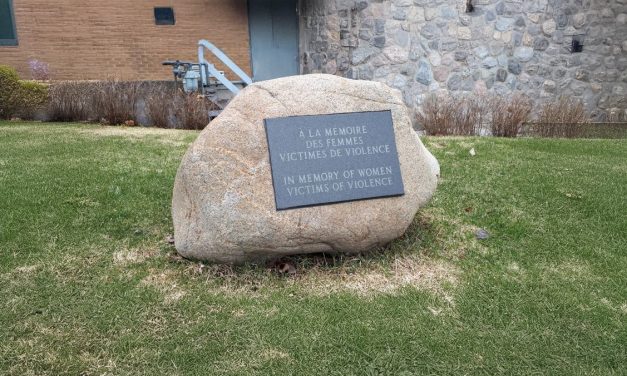 À LA MEMOIRE
DES FEMMES
VICTIMES DE VIOLENCE
IN MEMORY OF WOMEN
VICTIMS OF VIOLENCE